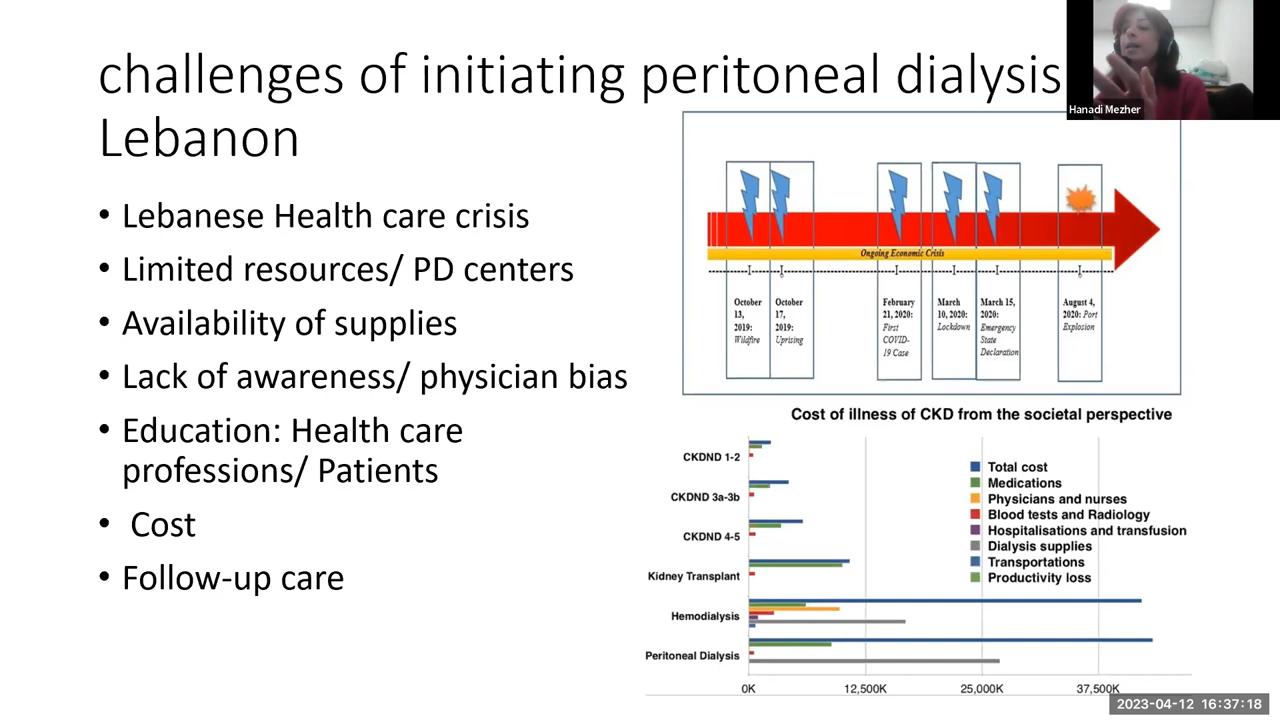 challenges of initiating peritoneal dialysis
Lebanon
• Lebanese Health care crisis
• Limited resources/ PD centers
• Availability of supplies
• Lack of awareness/ physician bias
• Education: Health care
professions/ Patients
• Cost
• Follow-up care
Hanadi Mezher
Ongoing Economic Crisis
October
13,
2019:
Wildfire
October
17,
2019:
Uprising
February
21, 2020:
First
COVID-
19 Case
March
10, 2020:
Lockdown
March 15,
2020:
Emergency
State
Declaration
August 4,
2020: Port
Explosion
Cost of illness of CKD from the societal perspective
CKDND 1-2
CKDND 3a-3b
CKDND 4-5
Kidney Transplant
Hemodialysis
Peritoneal Dialysis
Total cost
Medications
Physicians and nurses
Blood tests and Radiology
Hospitalisations and transfusion
Dialysis supplies
Transportations
Productivity loss
0K 12,500K 25,000K 37,500K
2023-04-12 16:37:18